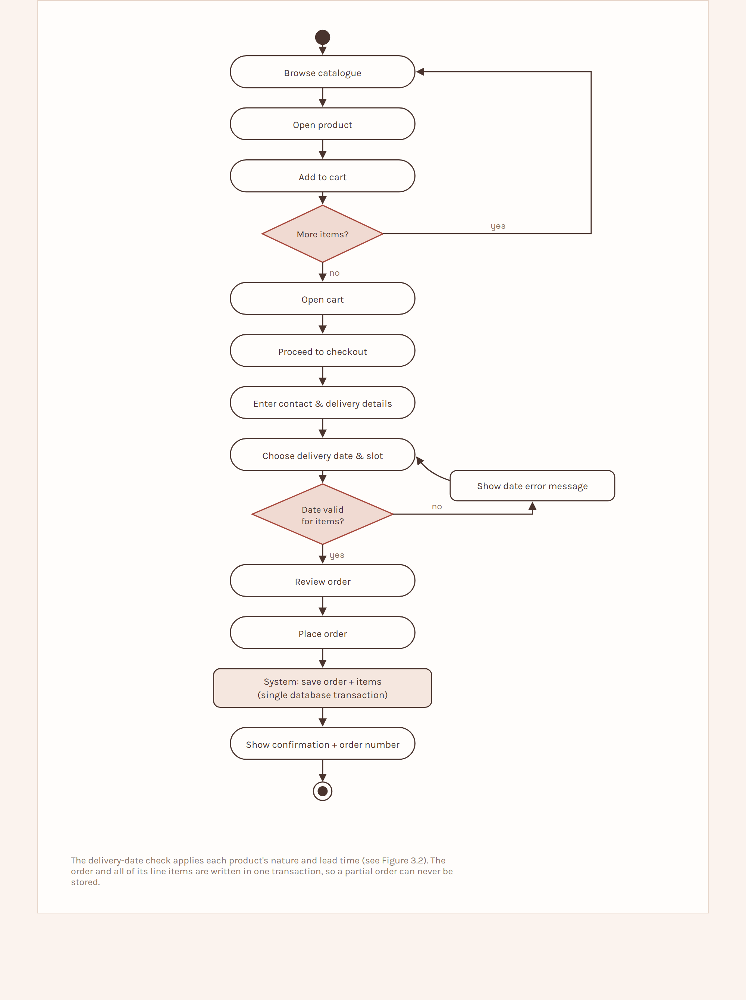 Browse catalogue
Open product
Add to cart
More items?
yes
no
Open cart
Proceed to checkout
Enter contact & delivery details
Choose delivery date & slot
Show date error message
Date valid
for items?
no
yes
Review order
Place order
System: save order + items
(single database transaction)
Show confirmation + order number
The delivery-date check applies each product's nature and lead time (see Figure 3.2). The
order and all of its line items are written in one transaction, so a partial order can never be
stored.